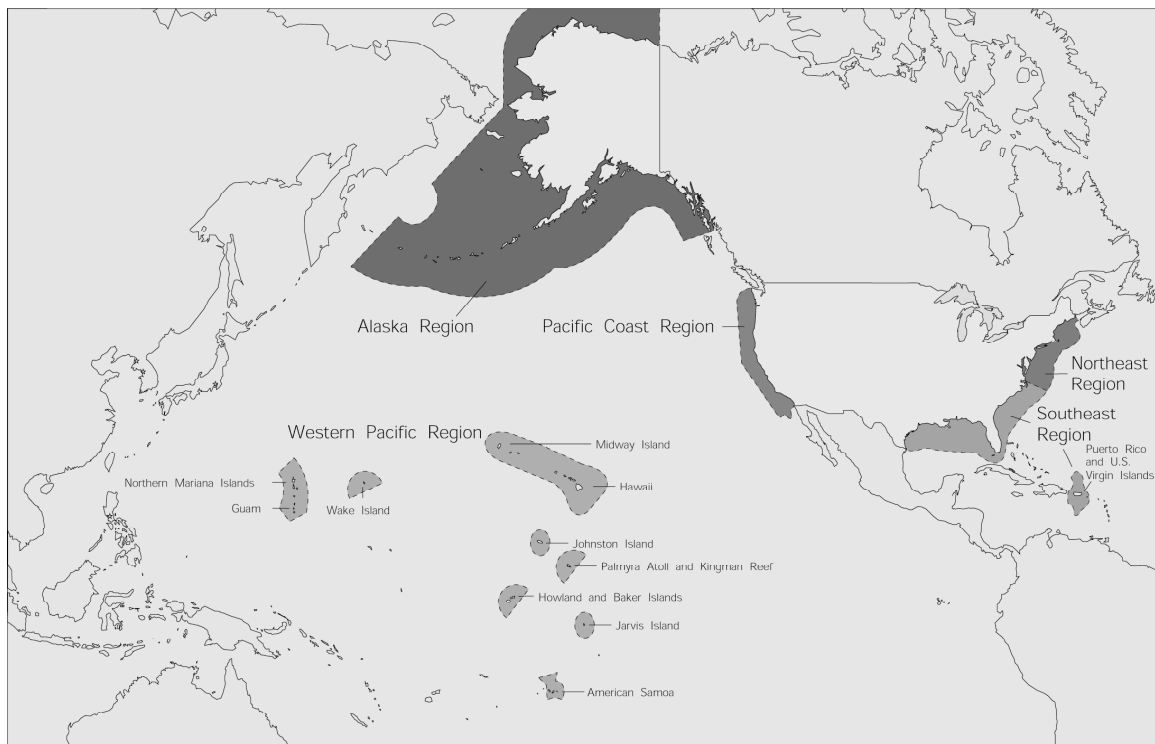 Alaska Region
Pacific Coast Region
Northeast
Region
Southeast
Region
Western Pacific Region
Midway Island
Puerto Rico
and U.S.
Virgin Islands
Northern Mariana Islands
Hawaii
Guam
Wake Island
Johnston Island
Palmyra Atoll and Kingman Reef
Howland and Baker Islands
Jarvis Island
American Samoa